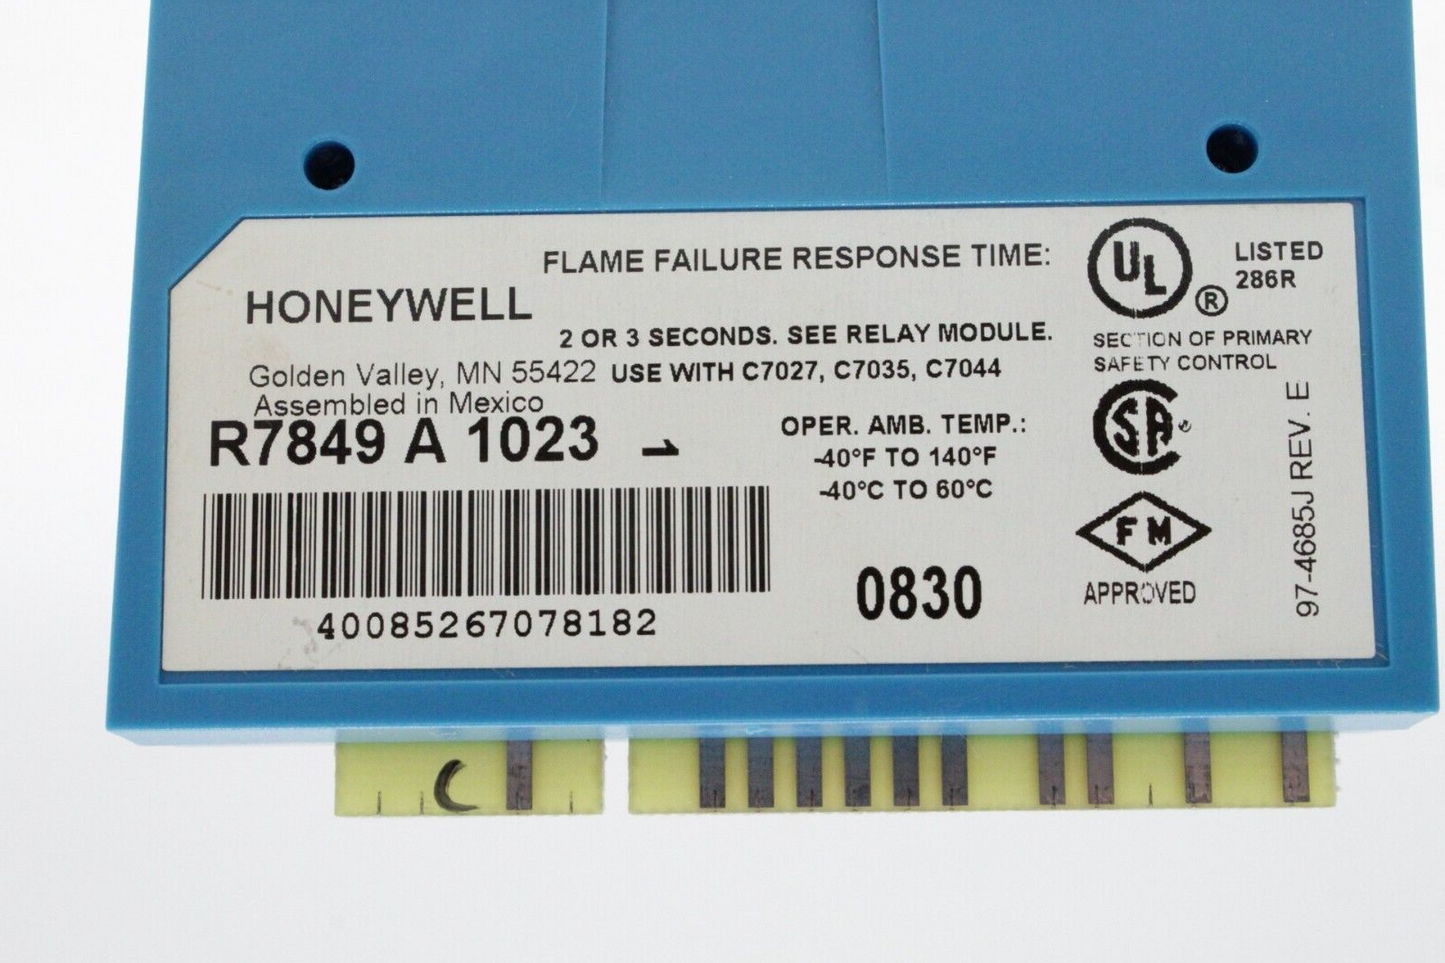 FLAME FAILURE RESPONSE TIME:
HONEYWELL
2 OR 3 SECONDS. SEE RELAY MODULE.
Golden Valley, MN 55422 USE WITH C7027, C7035, C7044
Assembled in Mexico
R7849 A 1023 1
OPER. AMB. TEMP.:
-40°F TO 140°F
-40°C TO 60°C
40085267078182
0830
UL ®
LISTED
286R
SECTION OF PRIMARY
SAFETY CONTROL
SA ®
FM
APPROVED
97-4685J REV. E
C